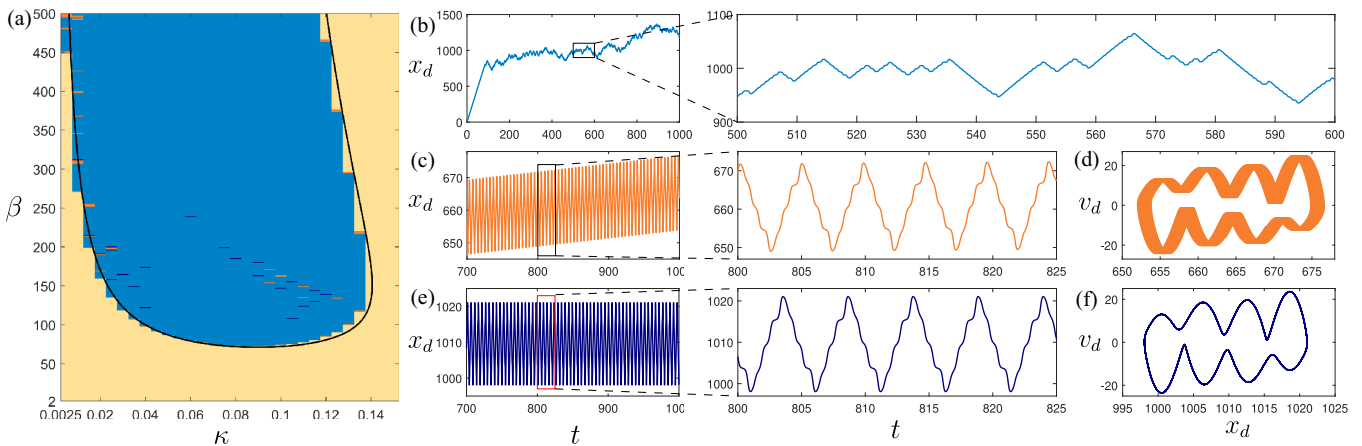 (a)
500
450
400
350
300
250
200
150
100
50
2
β
0.0025 0.02 0.04 0.06 0.08 0.1 0.12 0.14
κ
(b)
1500
1000
500
0
x_d
0 200 400 600 800 1000
1100
1000
900
500 510 520 530 540 550 560 570 580 590 600
(c)
670
660
650
x_d
700 800 900 1000
670
660
650
800 805 810 815 820 825
(d)
20
0
-20
v_d
650 655 660 665 670 675
(e)
1020
1010
1000
x_d
700 800 900 1000
t
1020
1010
1000
800 805 810 815 820 825
t
(f)
20
0
-20
v_d
995 1000 1005 1010 1015 1020 1025
x_d